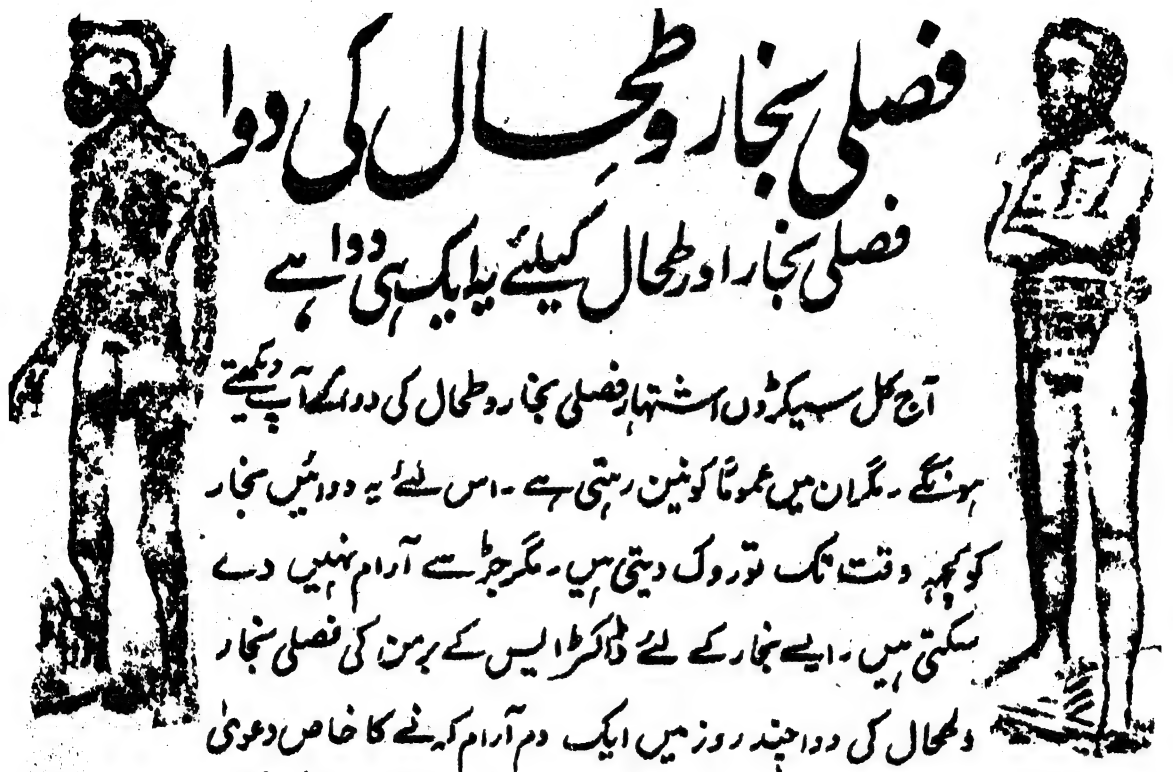 فصلی بخار و طحال کی دوا
فصلی بخار اور طحال کیلئے یہ ایک ہی دوا ہے
آج کل سیکڑوں اشتہار فصلی بخار و طحال کی دوا کے آپ دیکھتے
ہونگے ۔ مگر ان میں عموماً کونین رہتی ہے ۔ اس لئے یہ دوائیں بخار
کو کچھ وقت تک تو روک دیتی ہیں ۔ مگر جڑ سے آرام نہیں دے
سکتی ہیں ۔ ایسے بخار کے لئے ڈاکٹر ایس کے برمن کی فصلی بخار
و طحال کی دوا چند روز میں ایک دم آرام کرنے کا خاص دعویٰ